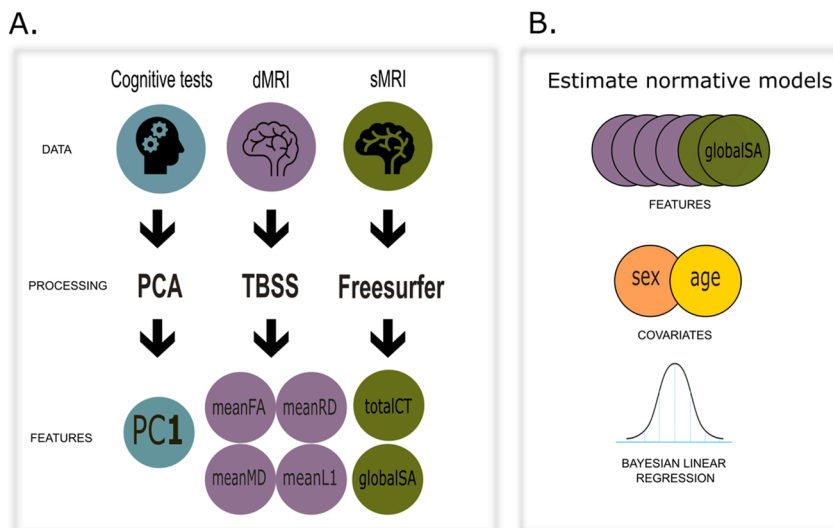 A.
Cognitive tests
dMRI
sMRI
DATA
PROCESSING
PCA
TBSS
Freesurfer
FEATURES
PC1
meanFA
meanRD
meanMD
meanL1
totalCT
globalSA
B.
Estimate normative models
globalSA
FEATURES
sex
age
COVARIATES
BAYESIAN LINEAR
REGRESSION